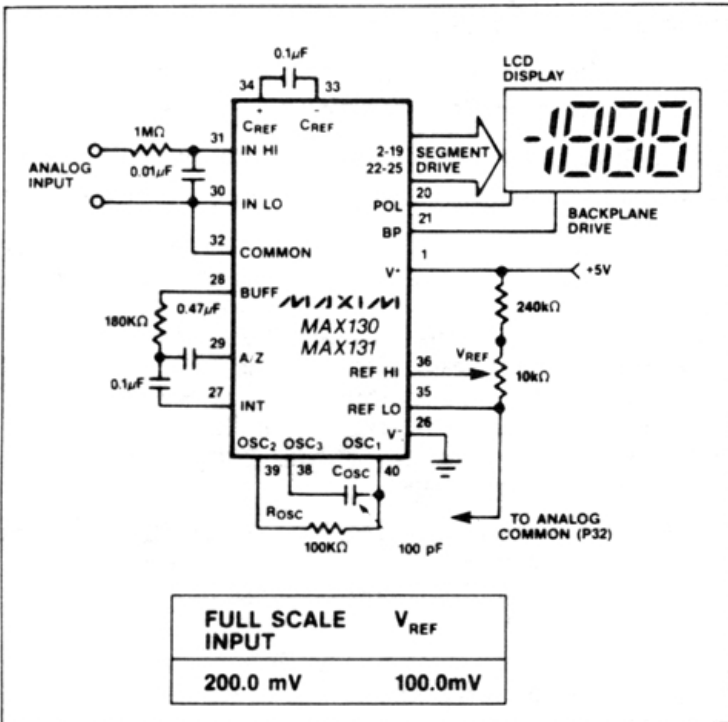 0.1µF
34 33
+ -
CREF CREF
LCD
DISPLAY
-1888
1MΩ
31
IN HI
ANALOG
INPUT
0.01µF
30
IN LO
32
COMMON
2-19
22-25
SEGMENT
DRIVE
20
POL
21
BP
BACKPLANE
DRIVE
1
V+
+5V
28
BUFF
0.47µF
180KΩ
29
A/Z
0.1µF
27
INT
MAXIM
MAX130
MAX131
240kΩ
36
REF HI
VREF
10kΩ
35
REF LO
26
V-
OSC2 OSC3 OSC1
39 38 COSC 40
ROSC
100KΩ
100 pF
TO ANALOG
COMMON (P32)
FULL SCALE
INPUT
VREF
200.0 mV 100.0mV